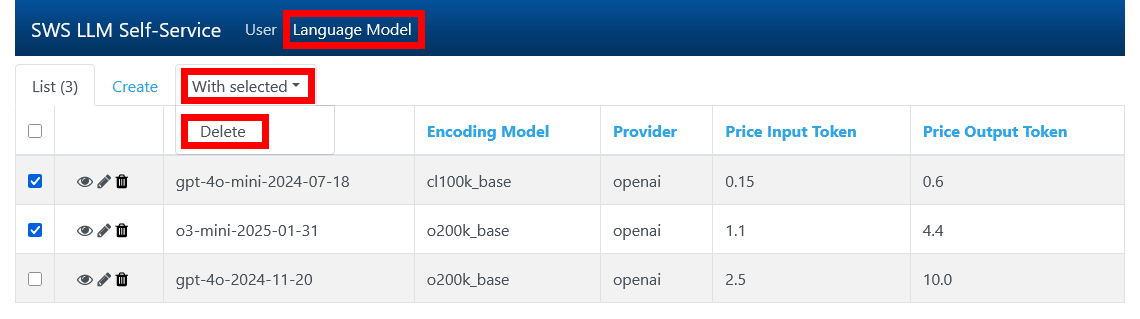 SWS LLM Self-Service User Language Model
List (3) Create With selected
Delete Encoding Model Provider Price Input Token Price Output Token
gpt-4o-mini-2024-07-18 cl100k_base openai 0.15 0.6
o3-mini-2025-01-31 o200k_base openai 1.1 4.4
gpt-4o-2024-11-20 o200k_base openai 2.5 10.0